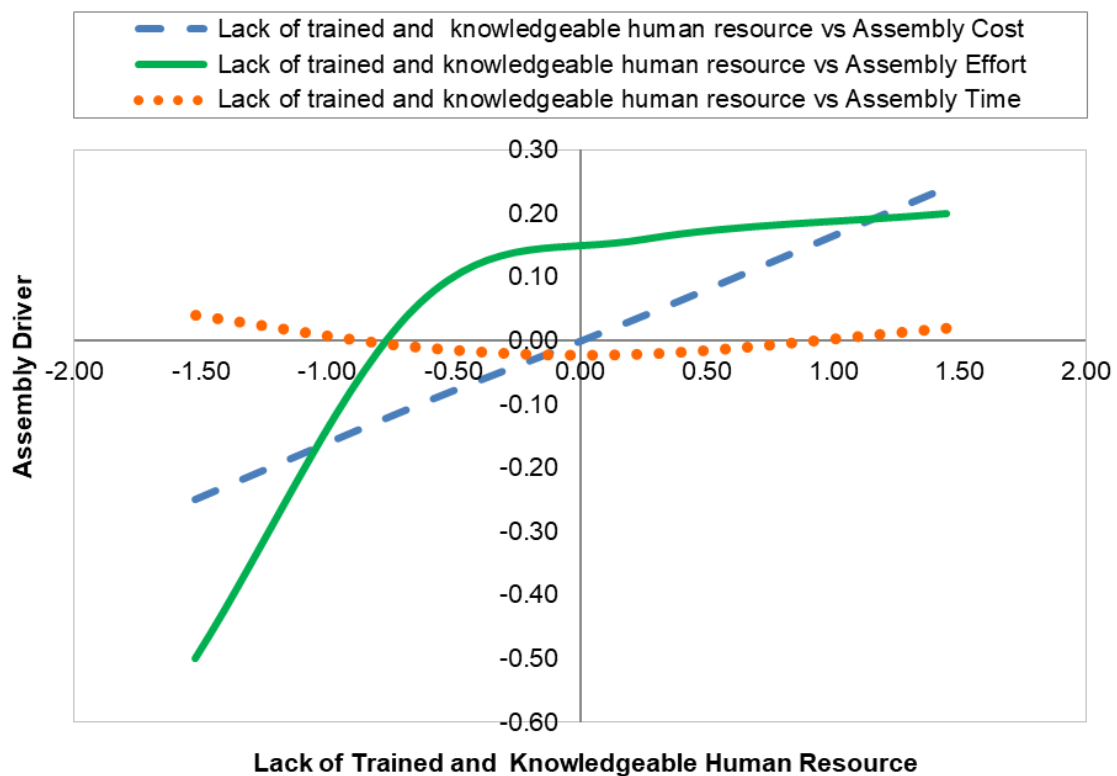 Lack of trained and  knowledgeable human resource vs Assembly Cost
Lack of trained and knowledgeable human resource vs Assembly Effort
Lack of trained and knowledgeable human resource vs Assembly Time
0.30
0.20
0.10
0.00
-2.00 -1.50 -1.00 -0.50 0.00 0.50 1.00 1.50 2.00
-0.10
-0.20
-0.30
-0.40
-0.50
-0.60
Assembly Driver
Lack of Trained and  Knowledgeable Human Resource